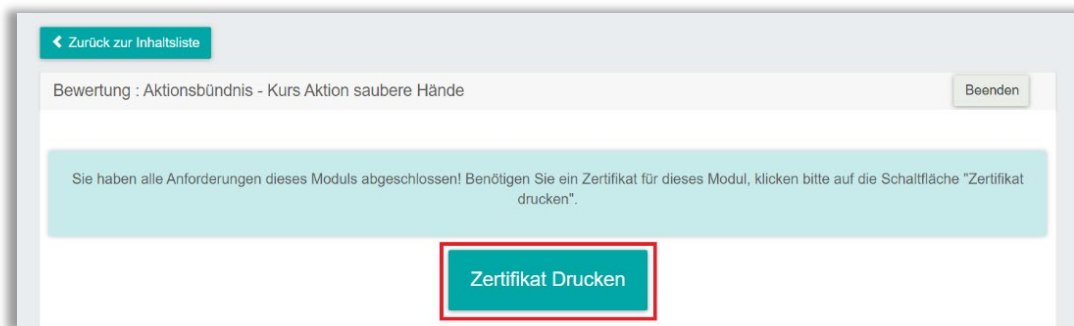 Zurück zur Inhaltsliste
Bewertung : Aktionsbündnis - Kurs Aktion saubere Hände
Beenden
Sie haben alle Anforderungen dieses Moduls abgeschlossen! Benötigen Sie ein Zertifikat für dieses Modul, klicken bitte auf die Schaltfläche "Zertifikat
drucken".
Zertifikat Drucken